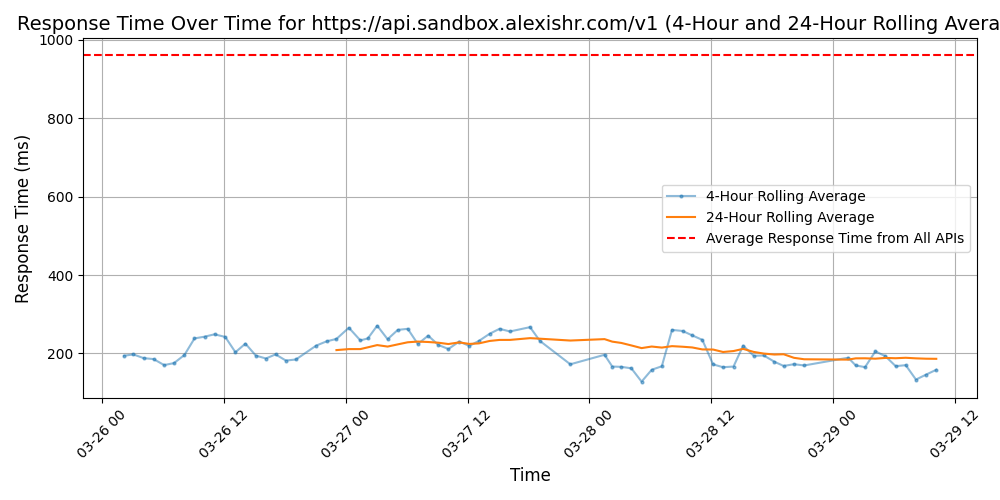 Response Time Over Time for https://api.sandbox.alexishr.com/v1 (4-Hour and 24-Hour Rolling Avera
1000
800
600
400
200
Response Time (ms)
4-Hour Rolling Average
24-Hour Rolling Average
Average Response Time from All APIs
03-26 00
03-26 12
03-27 00
03-27 12
03-28 00
03-28 12
03-29 00
03-29 12
Time